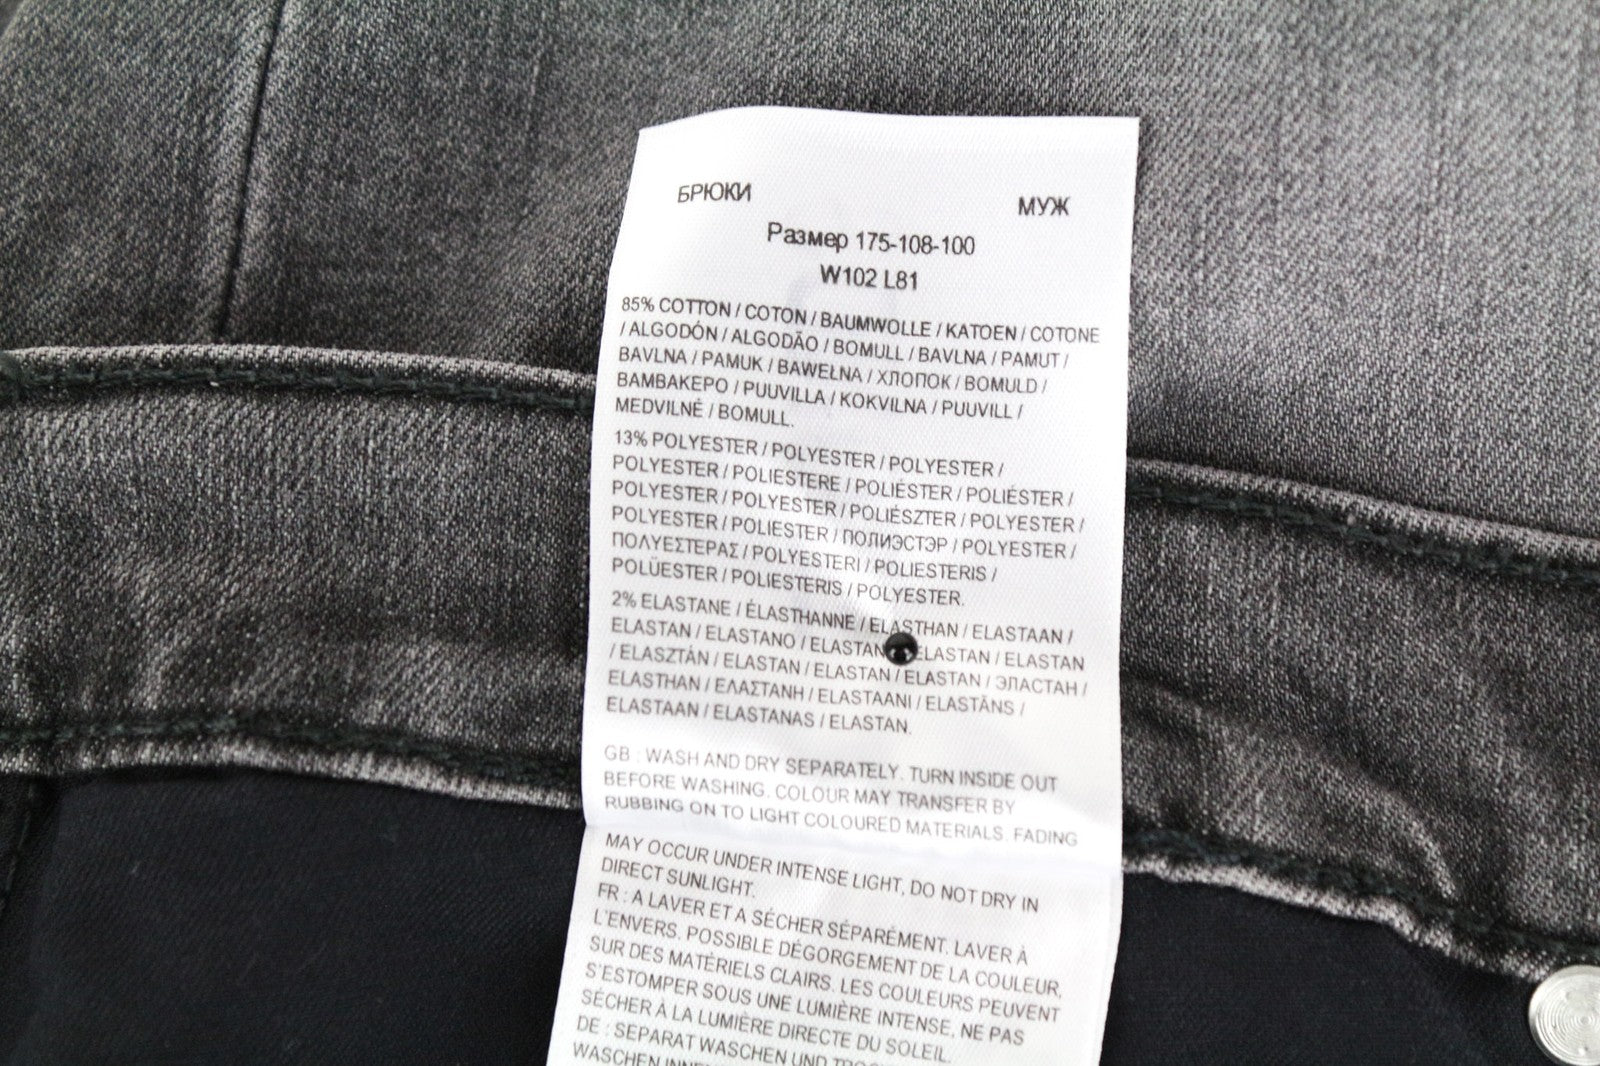 БРЮКИ МУЖ
Размер 175-108-100
W102 L81
85% COTTON / COTON / BAUMWOLLE / KATOEN / COTONE
/ ALGODÓN / ALGODÃO / BOMULL / BAVLNA / PAMUT /
BAVLNA / PAMUK / BAWEŁNA / ХЛОПОК / BOMULD /
BAMBAKEPO / PUUVILLA / KOKVILNA / PUUVILL /
MEDVILNÉ / BOMULL.
13% POLYESTER / POLYESTER / POLYESTER /
POLYESTER / POLIESTERE / POLIÉSTER / POLIÉSTER /
POLYESTER / POLYESTER / POLIÉSZTER / POLYESTER /
POLYESTER / POLIESTER / ПОЛИЭСТЭР / POLYESTER /
ΠΟΛΥΕΣΤΕΡΑΣ / POLYESTERI / POLIESTERIS /
POLÜESTER / POLIESTERIS / POLYESTER.
2% ELASTANE / ÉLASTHANNE / ELASTHAN / ELASTAAN /
ELASTAN / ELASTANO / ELASTAN ELASTAN / ELASTAN
/ ELASZTÁN / ELASTAN / ELASTAN / ELASTAN / ЭЛАСТАН /
ELASTHAN / ΕΛΑΣΤΑΝΗ / ELASTAANI / ELASTĀNS /
ELASTAAN / ELASTANAS / ELASTAN.
GB : WASH AND DRY SEPARATELY. TURN INSIDE OUT
BEFORE WASHING. COLOUR MAY TRANSFER BY
RUBBING ON TO LIGHT COLOURED MATERIALS. FADING
MAY OCCUR UNDER INTENSE LIGHT, DO NOT DRY IN
DIRECT SUNLIGHT.
FR : A LAVER ET A SÉCHER SÉPARÉMENT. LAVER À
L'ENVERS. POSSIBLE DÉGORGEMENT DE LA COULEUR,
SUR DES MATÉRIELS CLAIRS. LES COULEURS PEUVENT
S'ESTOMPER SOUS UNE LUMIÈRE INTENSE, NE PAS
SÉCHER À LA LUMIÈRE DIRECTE DU SOLEIL.
DE : SEPARAT WASCHEN UND
WASCHEN